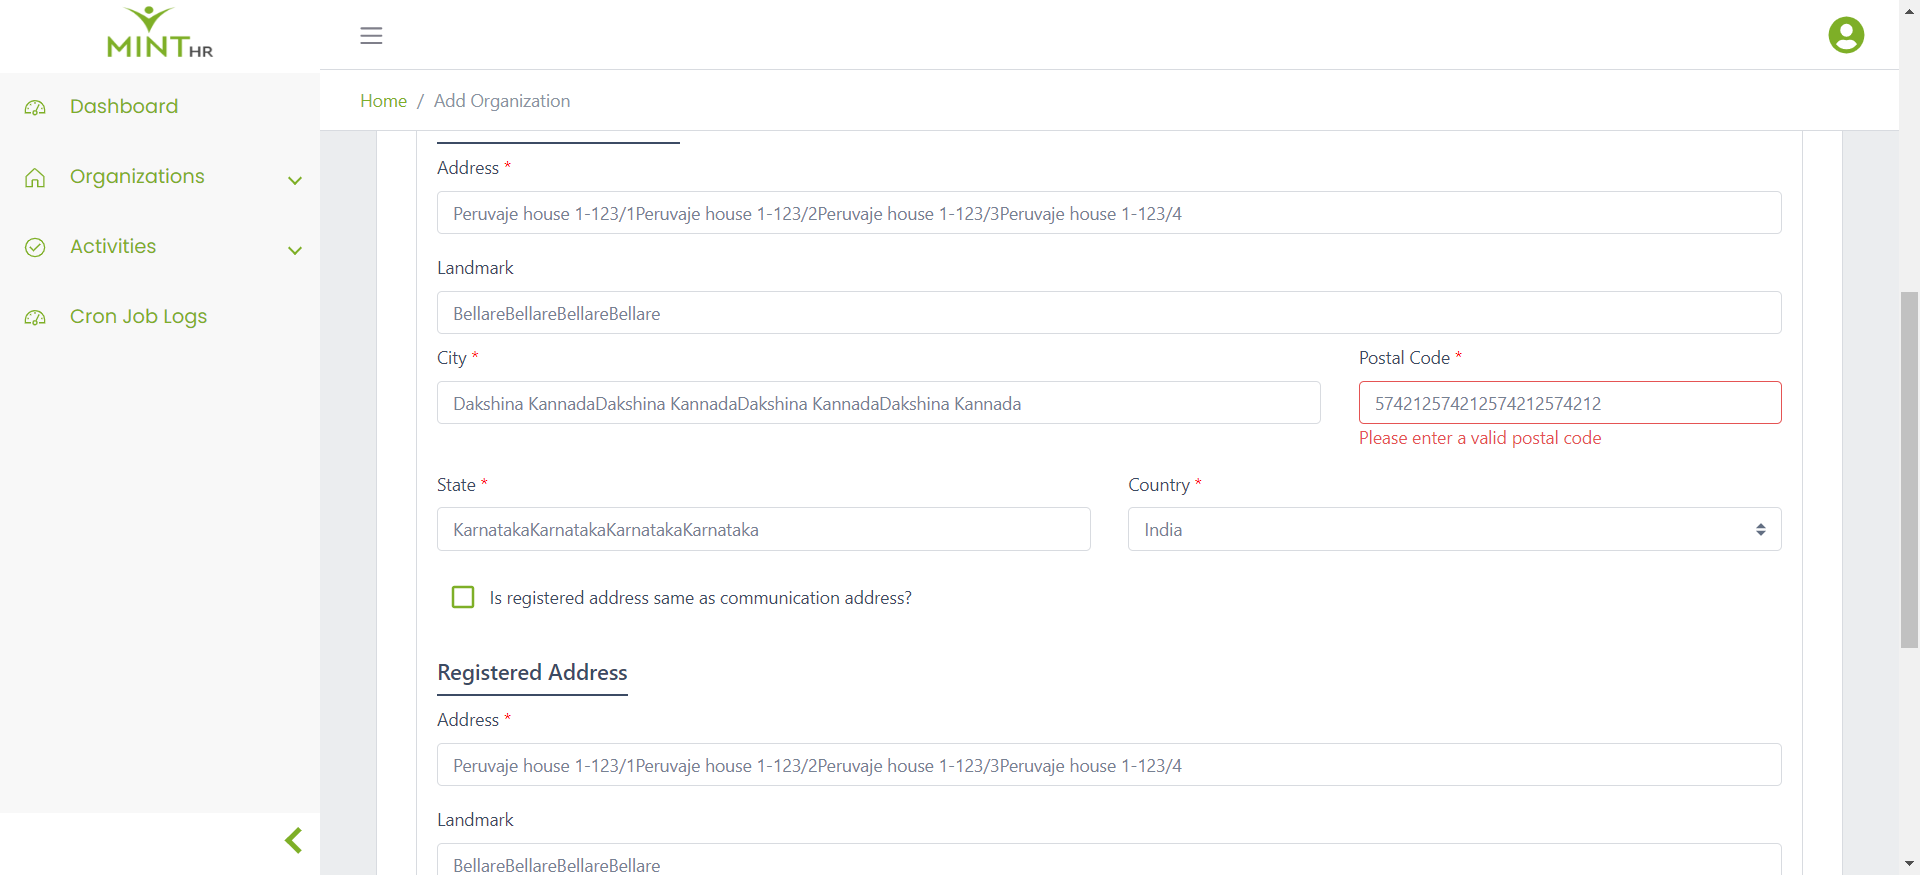 MINT HR
Dashboard
Organizations
Activities
Cron Job Logs
Home / Add Organization
Address *
Peruvaje house 1-123/1Peruvaje house 1-123/2Peruvaje house 1-123/3Peruvaje house 1-123/4
Landmark
BellareBellareBellareBellare
City *
Dakshina KannadaDakshina KannadaDakshina KannadaDakshina Kannada
Postal Code *
574212574212574212574212
Please enter a valid postal code
State *
KarnatakaKarnatakaKarnatakaKarnataka
Country *
India
Is registered address same as communication address?
Registered Address
Address *
Peruvaje house 1-123/1Peruvaje house 1-123/2Peruvaje house 1-123/3Peruvaje house 1-123/4
Landmark
BellareBellareBellareBellare